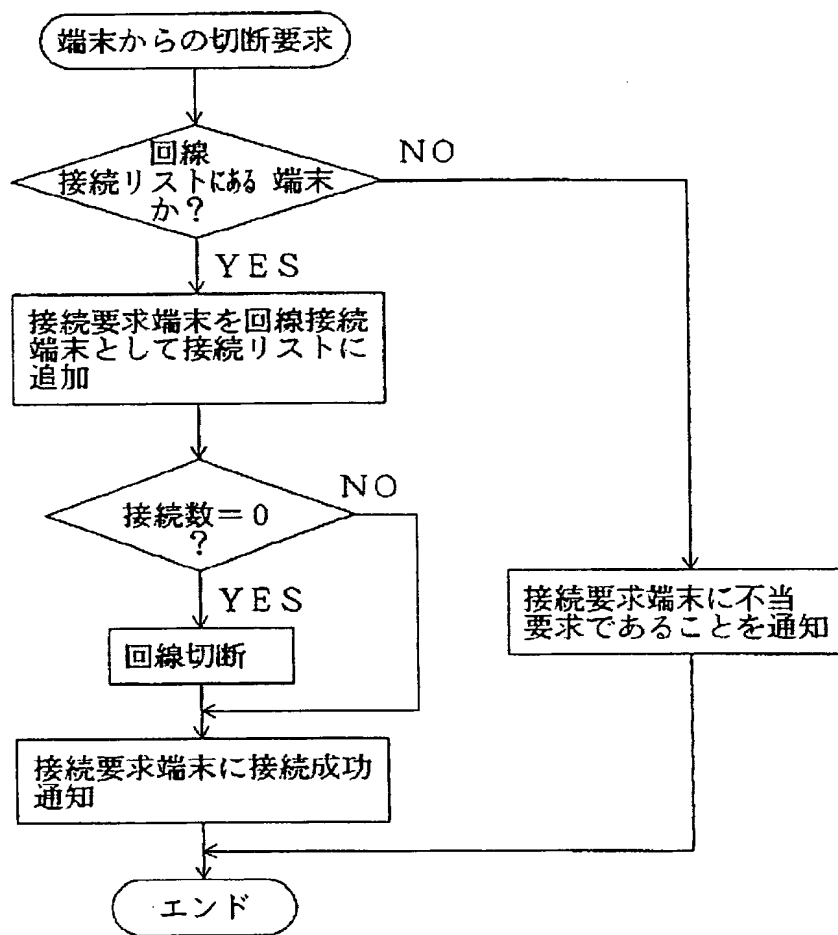 端末からの切断要求
回線
接続リストにある 端末
か？
NO
YES
接続要求端末を回線接続
端末として接続リストに
追加
接続数＝0
？
NO
YES
回線切断
接続要求端末に不当
要求であることを通知
接続要求端末に接続成功
通知
エンド